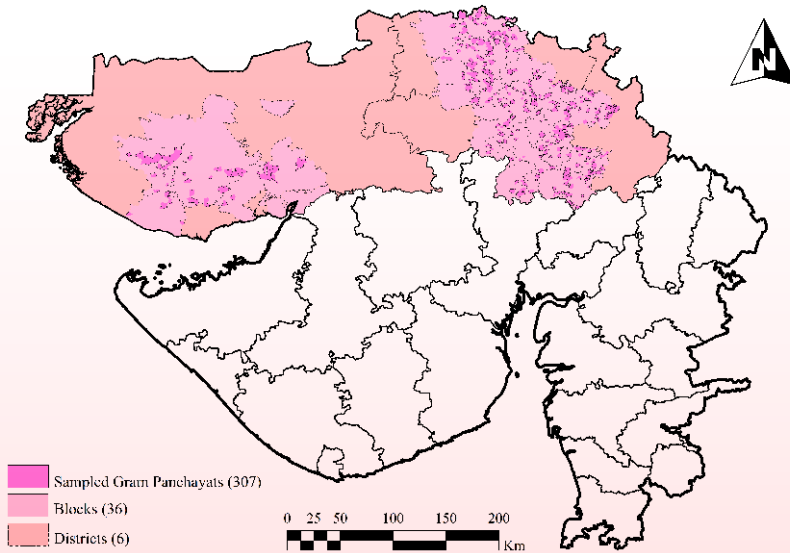 N
Sampled Gram Panchayats (307)
Blocks (36)
Districts (6)
0 25 50 100 150 200
Km